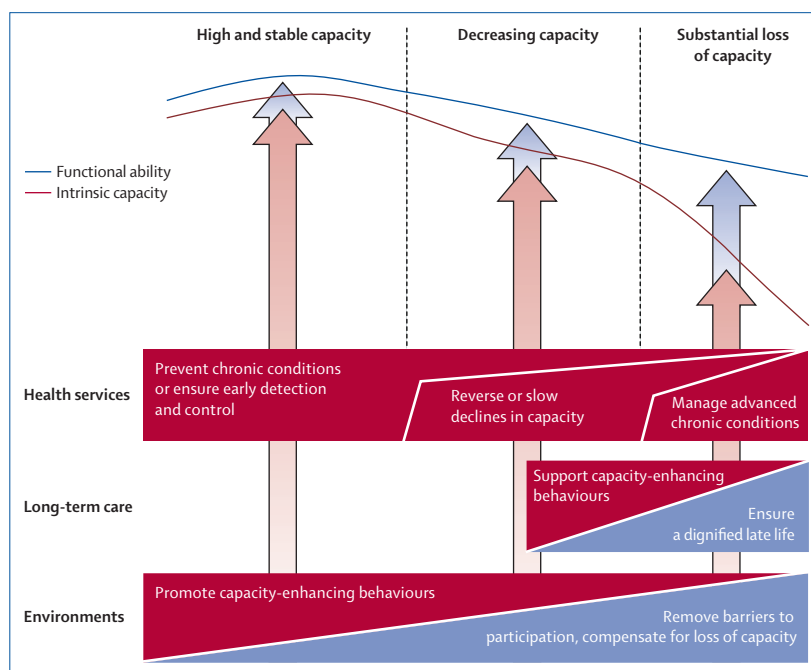 High and stable capacity
Decreasing capacity
Substantial loss
of capacity
Functional ability
Intrinsic capacity
Health services
Prevent chronic conditions
or ensure early detection
and control
Reverse or slow
declines in capacity
Manage advanced
chronic conditions
Long-term care
Support capacity-enhancing
behaviours
Ensure
a dignified late life
Environments
Promote capacity-enhancing behaviours
Remove barriers to
participation, compensate for loss of capacity